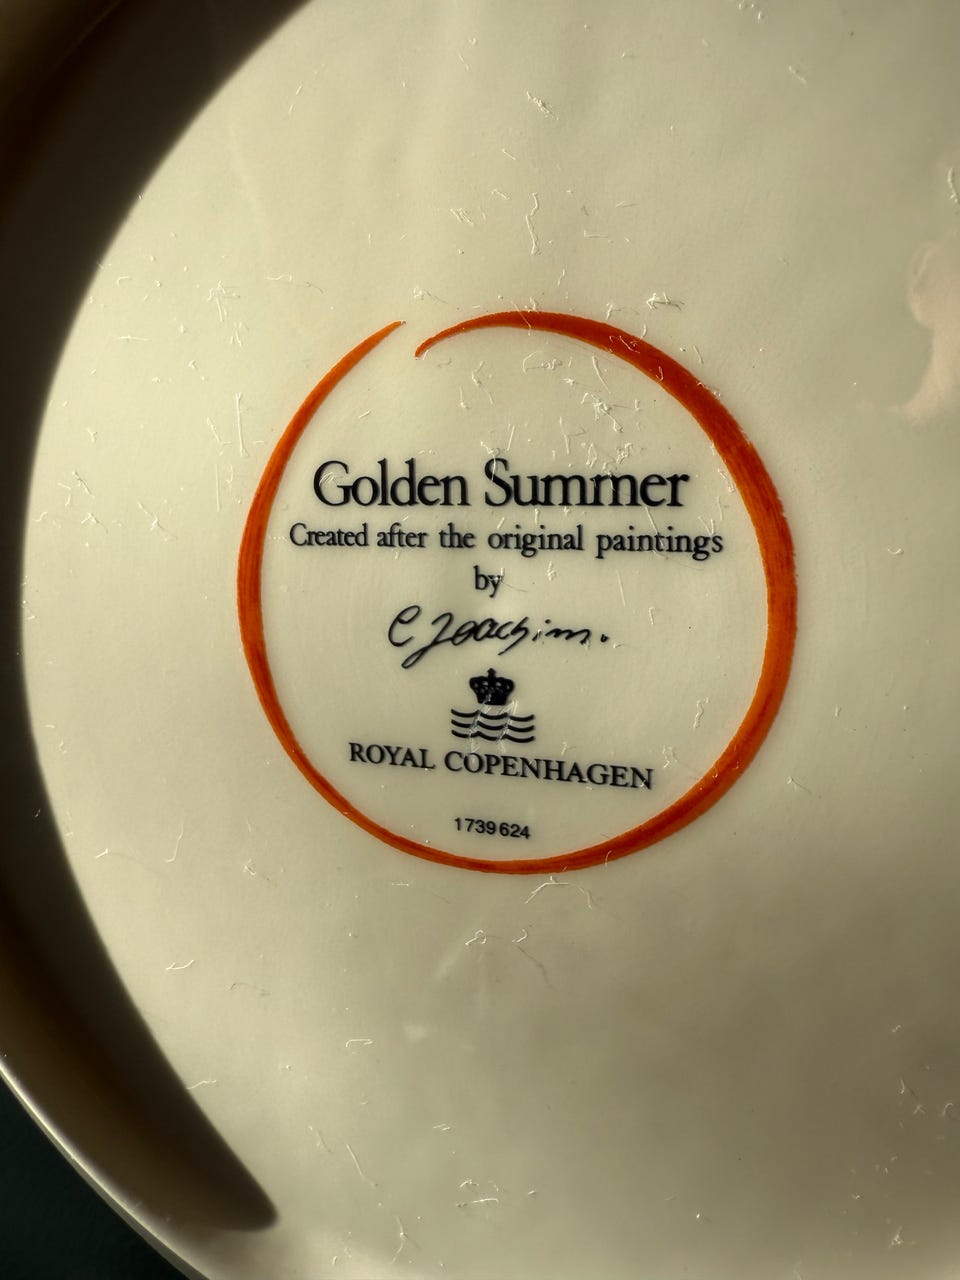 Golden Summer
Created after the original paintings
by
C Joachim.
ROYAL COPENHAGEN
1739624